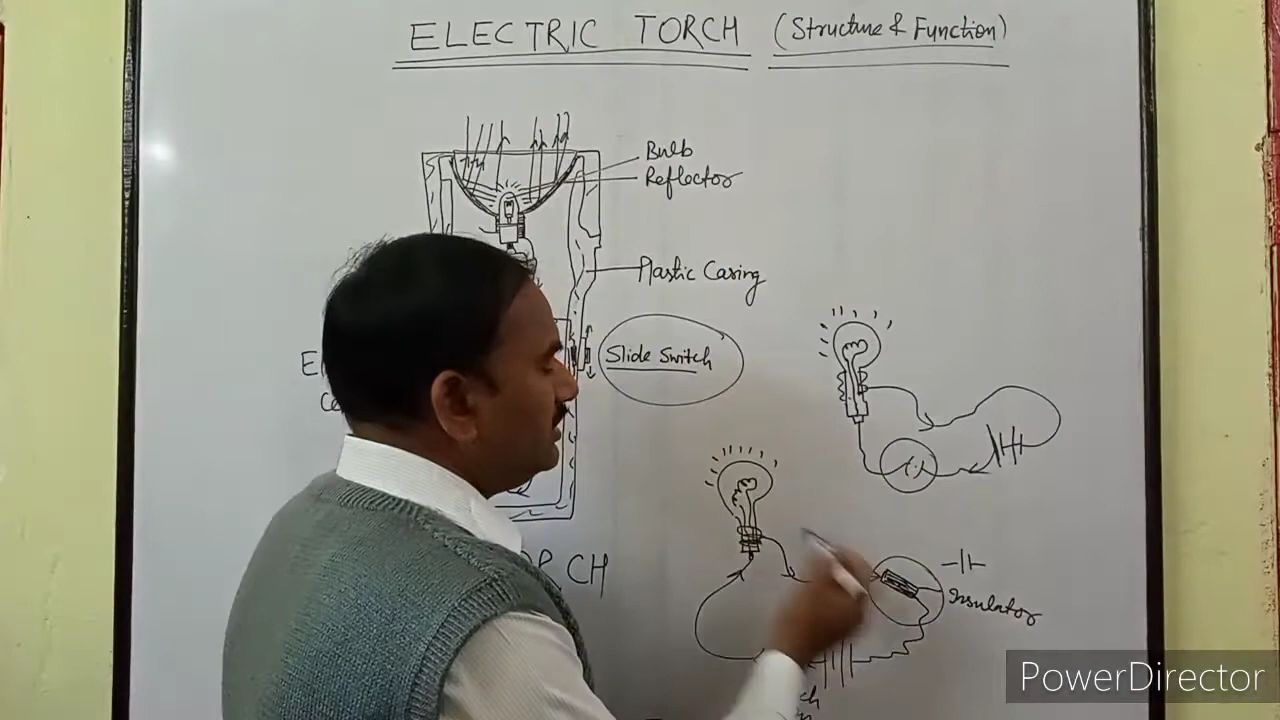 ELECTRIC TORCH (Structure & Function)
Bulb
Reflector
Plastic Casing
Slide Switch
Insulator
PowerDirector